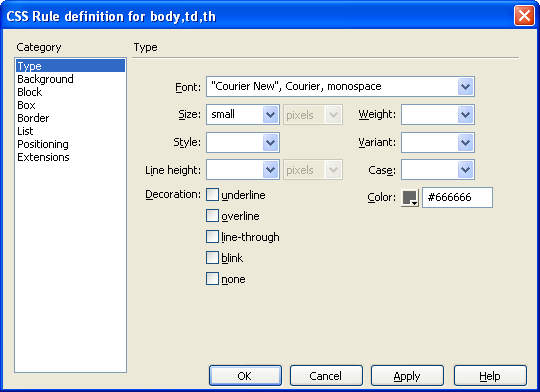 CSS Rule definition for body,td,th
Category
Type
Background
Block
Box
Border
List
Positioning
Extensions
Type
Font: "Courier New", Courier, monospace
Size: small pixels Weight:
Style: Variant:
Line height: pixels Case:
Decoration: underline Color: #666666
overline
line-through
blink
none
OK Cancel Apply Help